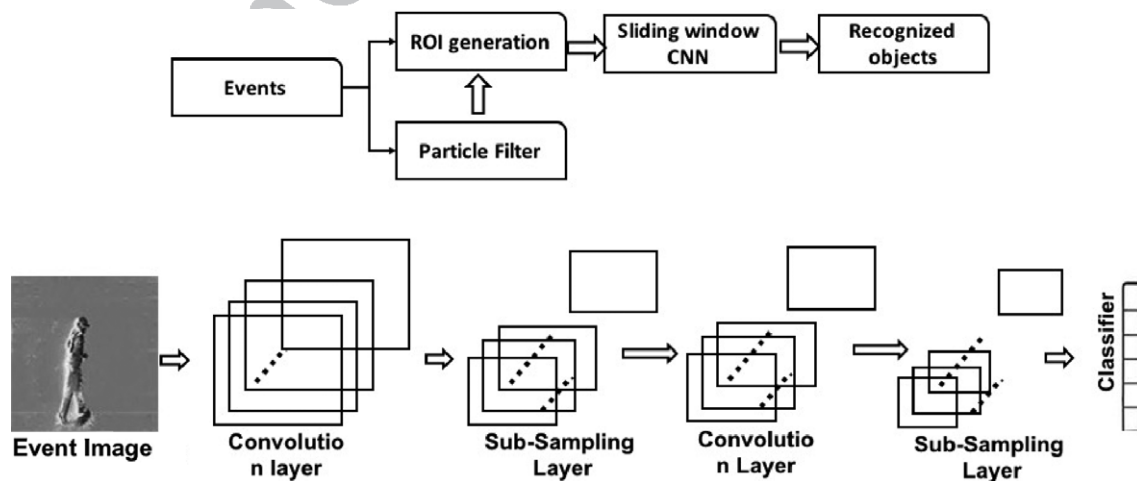 ROI generation
Sliding window
CNN
Recognized
objects
Events
Particle Filter
Event Image
Convolutio
n layer
Sub-Sampling
Layer
Convolutio
n Layer
Sub-Sampling
Layer
Classifier